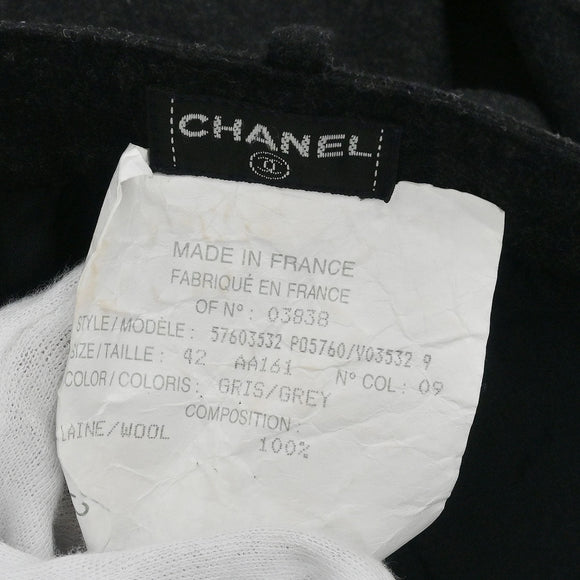 CHANEL
MADE IN FRANCE
FABRIQUÉ EN FRANCE
OF N° : 03838
STYLE/MODÈLE : 57603532 P05760/V03532 9
SIZE/TAILLE : 42 AA161 N° COL : 09
COLOR/COLORIS : GRIS/GREY
COMPOSITION :
LAINE/WOOL 100%